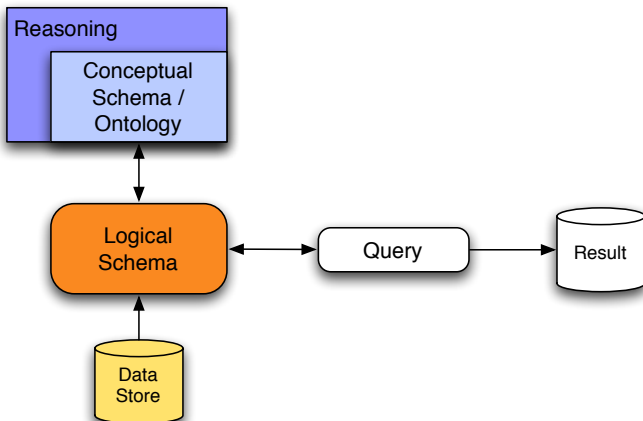 Reasoning
Conceptual
Schema /
Ontology
Logical
Schema
Query
Result
Data
Store